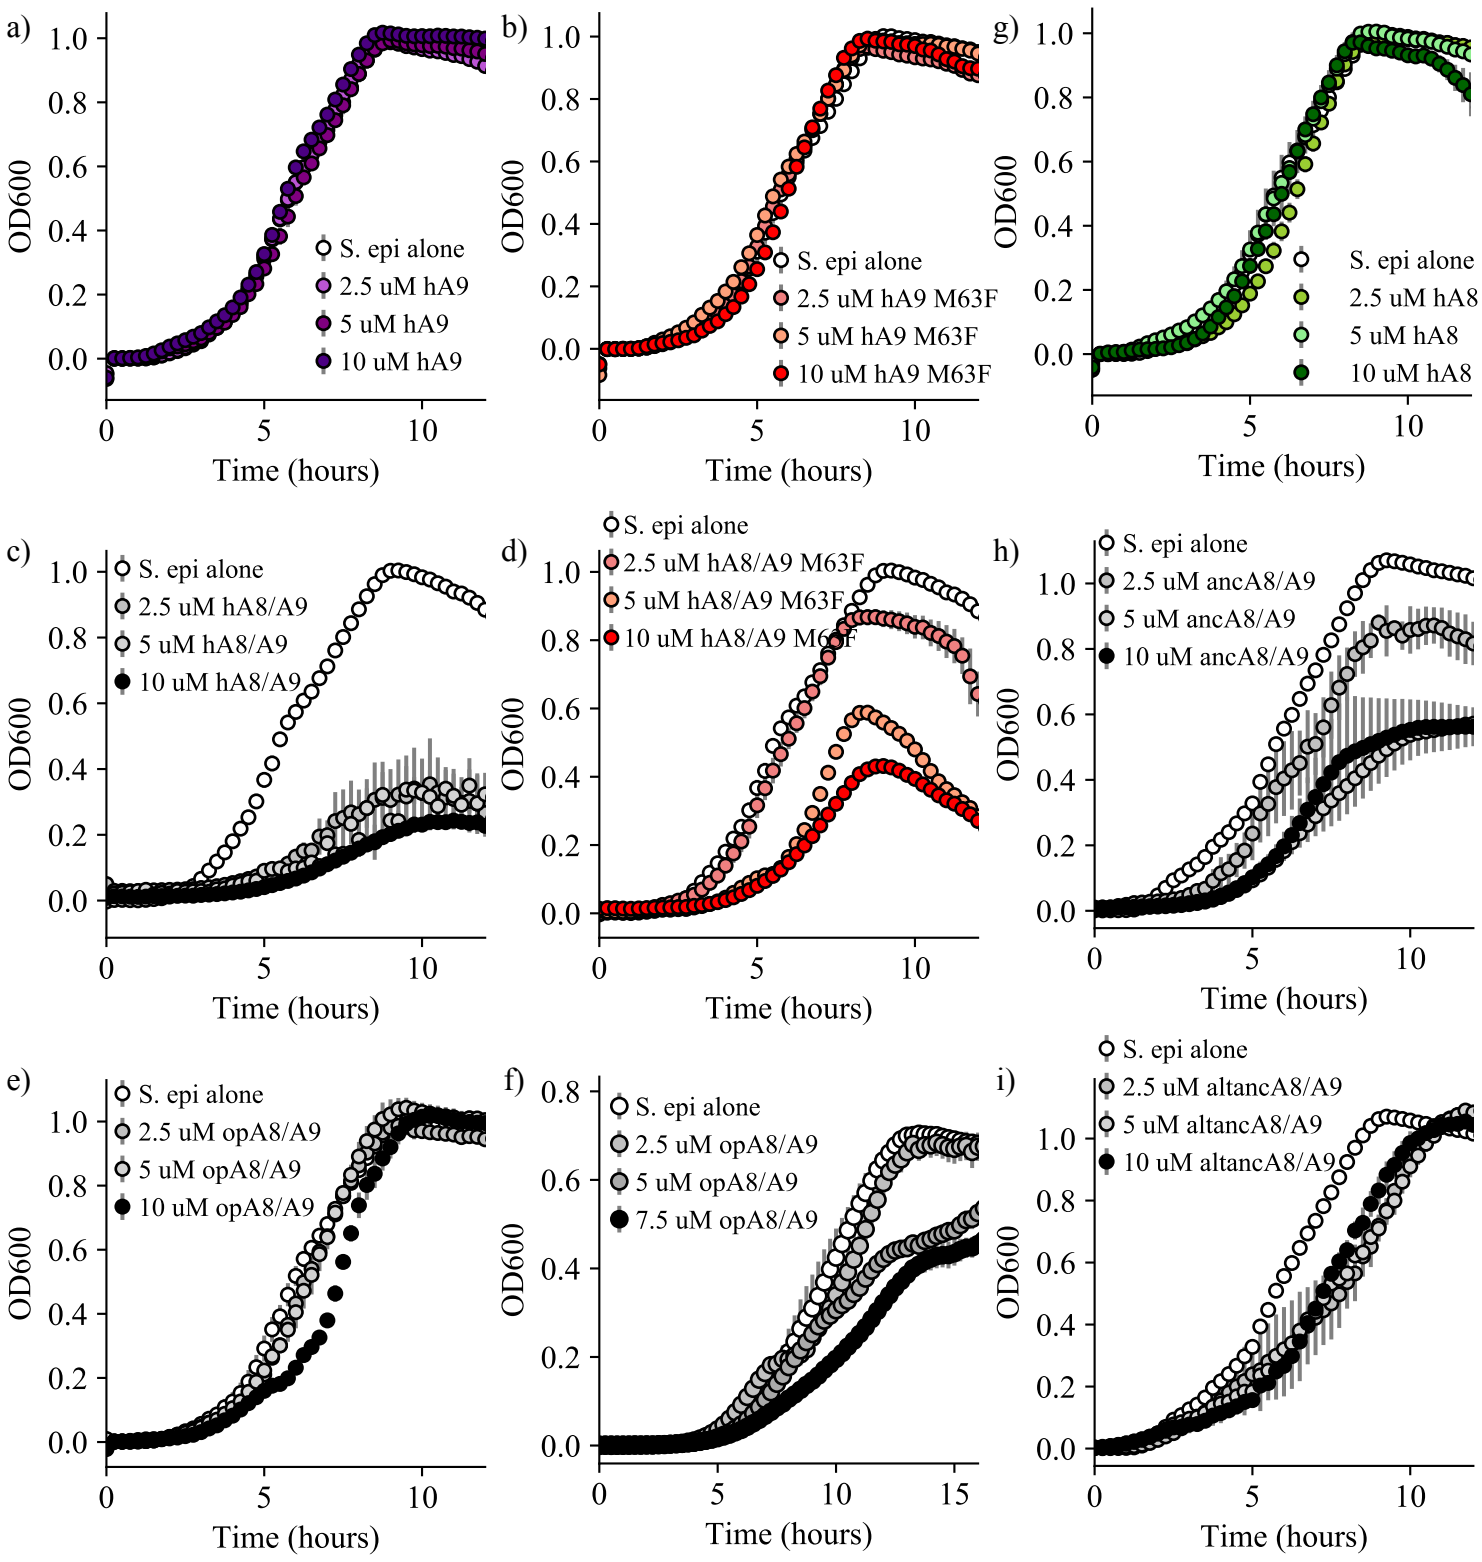 a)
OD600
1.0
0.8
0.6
0.4
0.2
0.0
S. epi alone
2.5 uM hA9
5 uM hA9
10 uM hA9
0 5 10
Time (hours)
b)
OD600
1.0
0.8
0.6
0.4
0.2
0.0
S. epi alone
2.5 uM hA9 M63F
5 uM hA9 M63F
10 uM hA9 M63F
0 5 10
Time (hours)
g)
OD600
1.0
0.8
0.6
0.4
0.2
0.0
S. epi alone
2.5 uM hA8
5 uM hA8
10 uM hA8
0 5 10
Time (hours)
c)
OD600
1.0
0.8
0.6
0.4
0.2
0.0
S. epi alone
2.5 uM hA8/A9
5 uM hA8/A9
10 uM hA8/A9
0 5 10
Time (hours)
d)
OD600
1.0
0.8
0.6
0.4
0.2
0.0
S. epi alone
2.5 uM hA8/A9 M63F
5 uM hA8/A9 M63F
10 uM hA8/A9 M63F
0 5 10
Time (hours)
h)
OD600
1.0
0.8
0.6
0.4
0.2
0.0
S. epi alone
2.5 uM ancA8/A9
5 uM ancA8/A9
10 uM ancA8/A9
0 5 10
Time (hours)
e)
OD600
1.0
0.8
0.6
0.4
0.2
0.0
S. epi alone
2.5 uM opA8/A9
5 uM opA8/A9
10 uM opA8/A9
0 5 10
Time (hours)
f)
OD600
0.8
0.6
0.4
0.2
0.0
S. epi alone
2.5 uM opA8/A9
5 uM opA8/A9
7.5 uM opA8/A9
0 5 10 15
Time (hours)
i)
OD600
1.0
0.8
0.6
0.4
0.2
0.0
S. epi alone
2.5 uM altancA8/A9
5 uM altancA8/A9
10 uM altancA8/A9
0 5 10
Time (hours)